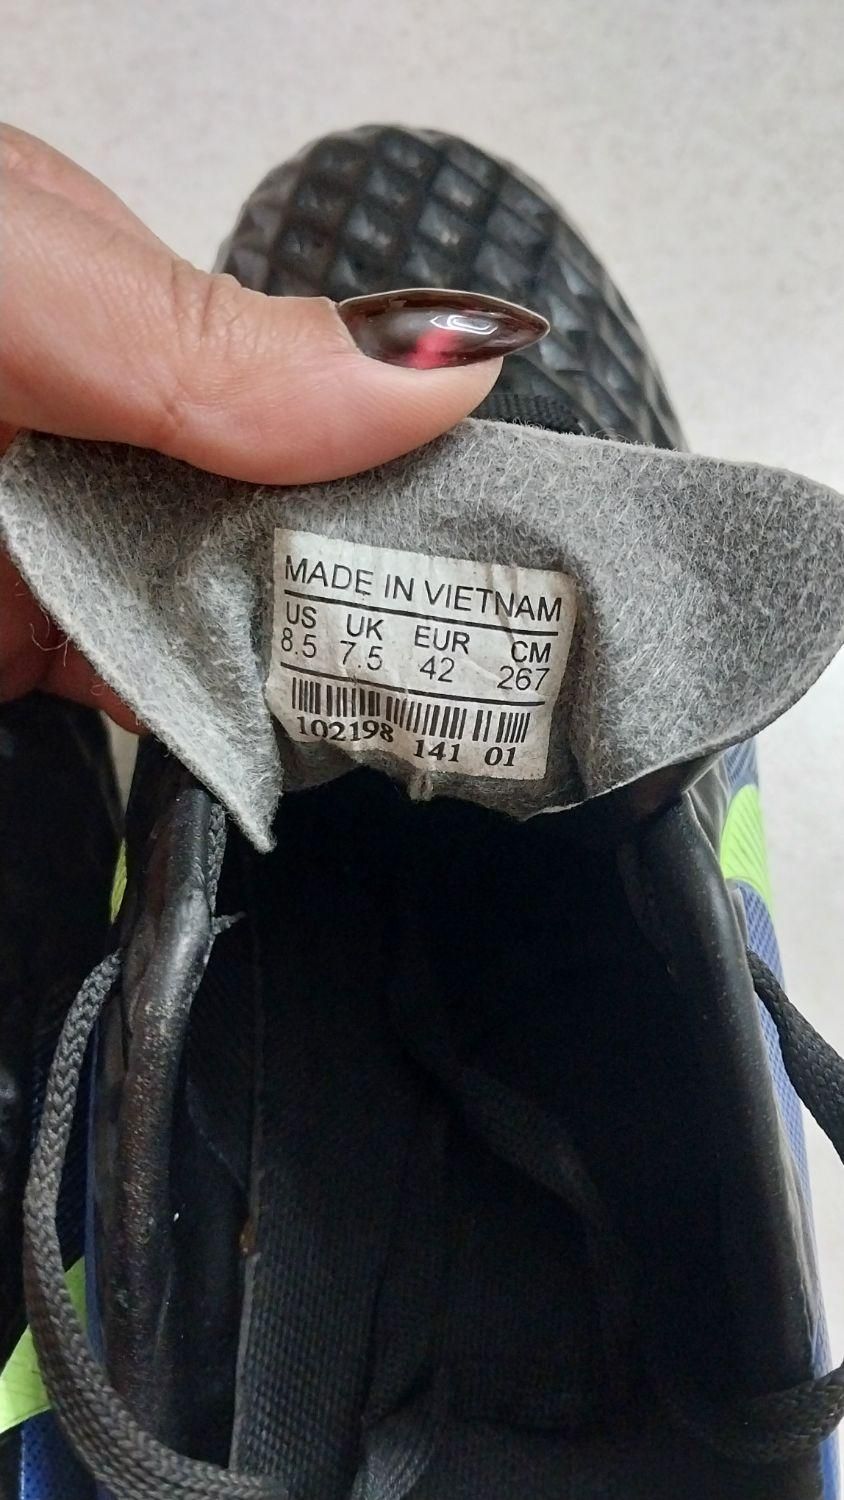 MADE IN VIETNAM
US UK EUR CM
8.5 7.5 42 267
102198 141 01